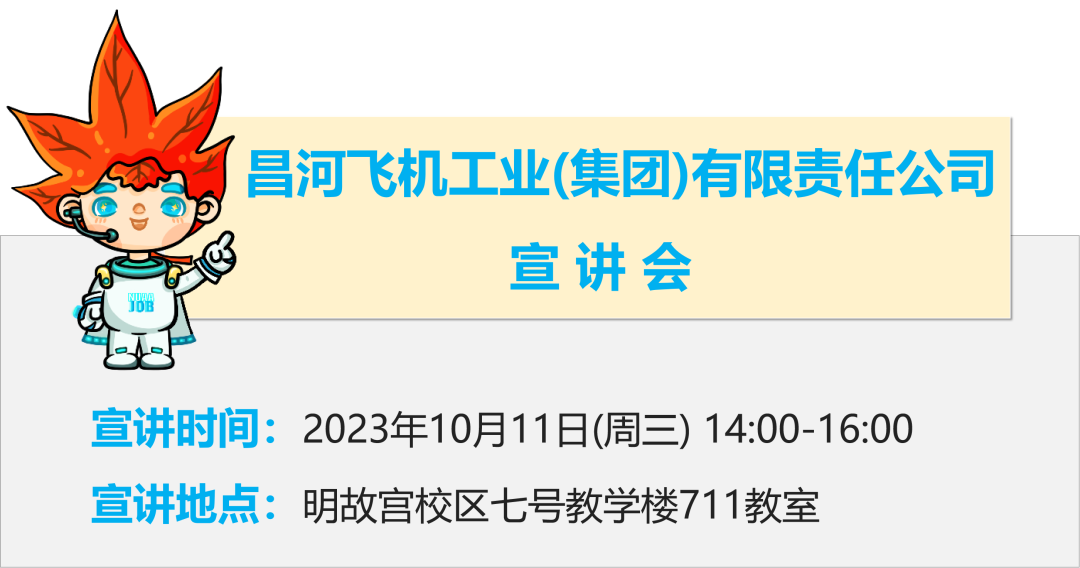 昌河飞机工业(集团)有限责任公司
宣讲会
JOB
宣讲时间：2023年10月11日(周三) 14:00-16:00
宣讲地点：明故宫校区七号教学楼711教室